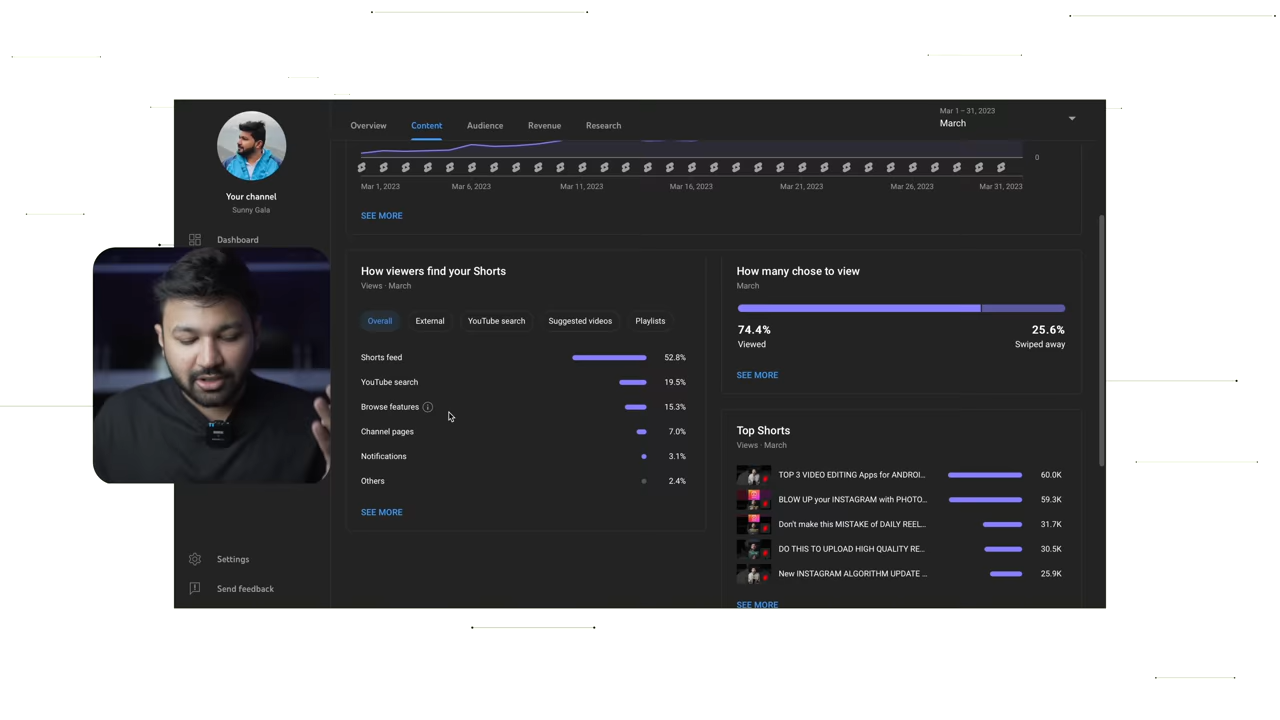 Mar 1 – 31, 2023
March
Overview
Content
Audience
Revenue
Research
Your channel
Sunny Gala
Dashboard
Settings
Send feedback
0
Mar 1, 2023
Mar 6, 2023
Mar 11, 2023
Mar 16, 2023
Mar 21, 2023
Mar 26, 2023
Mar 31, 2023
SEE MORE
How viewers find your Shorts
Views · March
Overall
External
YouTube search
Suggested videos
Playlists
Shorts feed 52.8%
YouTube search 19.5%
Browse features 15.3%
Channel pages 7.0%
Notifications 3.1%
Others 2.4%
SEE MORE
How many chose to view
March
74.4% 25.6%
Viewed Swiped away
SEE MORE
Top Shorts
Views · March
TOP 3 VIDEO EDITING Apps for ANDROI... 60.0K
BLOW UP your INSTAGRAM with PHOTO... 59.3K
Don't make this MISTAKE of DAILY REEL... 31.7K
DO THIS TO UPLOAD HIGH QUALITY RE... 30.5K
New INSTAGRAM ALGORITHM UPDATE ... 25.9K
SEE MORE